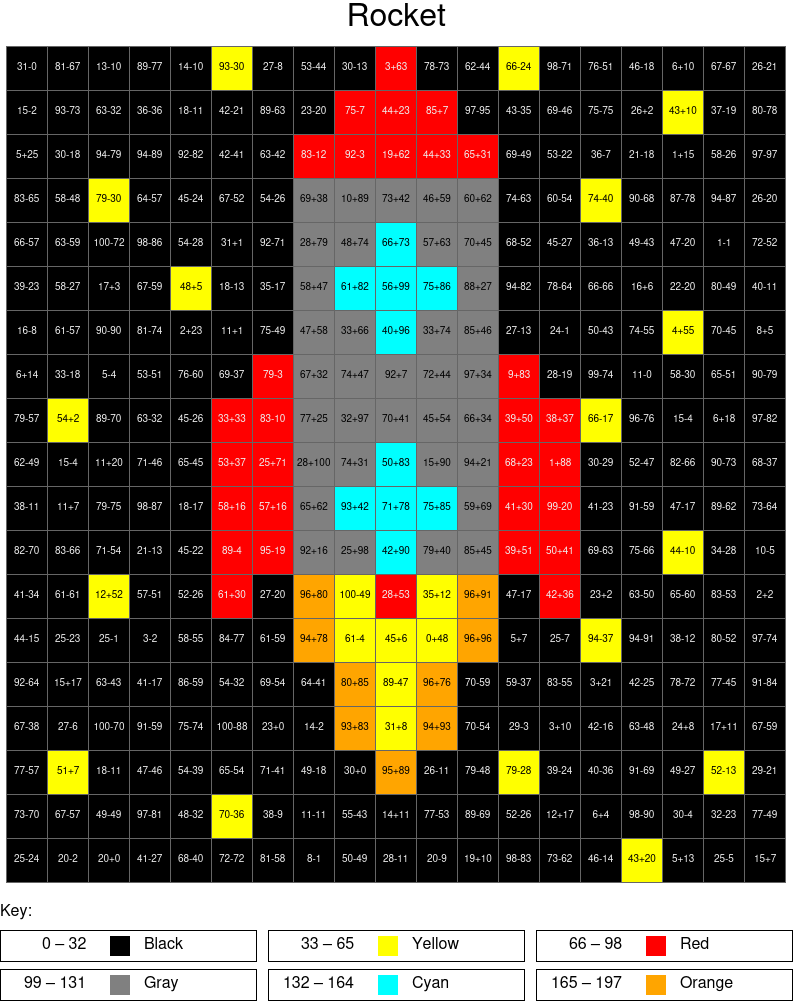 Rocket
31-0 81-67 13-10 89-77 14-10 93-30 27-8 53-44 30-13 3+63 78-73 62-44 66-24 98-71 76-51 46-18 6+10 67-67 26-21
15-2 93-73 63-32 36-36 18-11 42-21 89-63 23-20 75-7 44+23 85+7 97-95 43-35 69-46 75-75 26+2 43+10 37-19 80-78
5+25 30-18 94-79 94-89 92-82 42-41 63-42 83-12 92-3 19+62 44+33 65+31 69-49 53-22 36-7 21-18 1+15 58-26 97-97
83-65 58-48 79-30 64-57 45-24 67-52 54-26 69+38 10+89 73+42 46+59 60+62 74-63 60-54 74-40 90-68 87-78 94-87 26-20
66-57 63-59 100-72 98-86 54-28 31+1 92-71 28+79 48+74 66+73 57+63 70+45 68-52 45-27 36-13 49-43 47-20 1-1 72-52
39-23 58-27 17+3 67-59 48+5 18-13 35-17 58+47 61+82 56+99 75+86 88+27 94-82 78-64 66-66 16+6 22-20 80-49 40-11
16-8 61-57 90-90 81-74 2+23 11+1 75-49 47+58 33+66 40+96 33+74 85+46 27-13 24-1 50-43 74-55 4+55 70-45 8+5
6+14 33-18 5-4 53-51 76-60 69-37 79-3 67+32 74+47 92+7 72+44 97+34 9+83 28-19 99-74 11-0 58-30 65-51 90-79
79-57 54+2 89-70 63-32 45-26 33+33 83-10 77+25 32+97 70+41 45+54 66+34 39+50 38+37 66-17 96-76 15-4 6+18 97-82
62-49 15-4 11+20 71-46 65-45 53+37 25+71 28+100 74+31 50+83 15+90 94+21 68+23 1+88 30-29 52-47 82-66 90-73 68-37
38-11 11+7 79-75 98-87 18-17 58+16 57+16 65+62 93+42 71+78 75+85 59+69 41+30 99-20 41-23 91-59 47-17 89-62 73-64
82-70 83-66 71-54 21-13 45-22 89-4 95-19 92+16 25+98 42+90 79+40 85+45 39+51 50+41 69-63 75-66 44-10 34-28 10-5
41-34 61-61 12+52 57-51 52-26 61+30 27-20 96+80 100-49 28+53 35+12 96+91 47-17 42+36 23+2 63-50 65-60 83-53 2+2
44-15 25-23 25-1 3-2 58-55 84-77 61-59 94+78 61-4 45+6 0+48 96+96 5+7 25-7 94-37 94-91 38-12 80-52 97-74
92-64 15+17 63-43 41-17 86-59 54-32 69-54 64-41 80+85 89-47 96+76 70-59 59-37 83-55 3+21 42-25 78-72 77-45 91-84
67-38 27-6 100-70 91-59 75-74 100-88 23+0 14-2 93+83 31+8 94+93 70-54 29-3 3+10 42-16 63-48 24+8 17+11 67-59
77-57 51+7 18-11 47-46 54-39 65-54 71-41 49-18 30+0 95+89 26-11 79-48 79-28 39-24 40-36 91-69 49-27 52-13 29-21
73-70 67-57 49-49 97-81 48-32 70-36 38-9 11-11 55-43 14+11 77-53 89-69 52-26 12+17 6+4 98-90 30-4 32-23 77-49
25-24 20-2 20+0 41-27 68-40 72-72 81-58 8-1 50-49 28-11 20-9 19+10 98-83 73-62 46-14 43+20 5+13 25-5 15+7
Key:
0 – 32 Black 33 – 65 Yellow 66 – 98 Red
99 – 131 Gray 132 – 164 Cyan 165 – 197 Orange